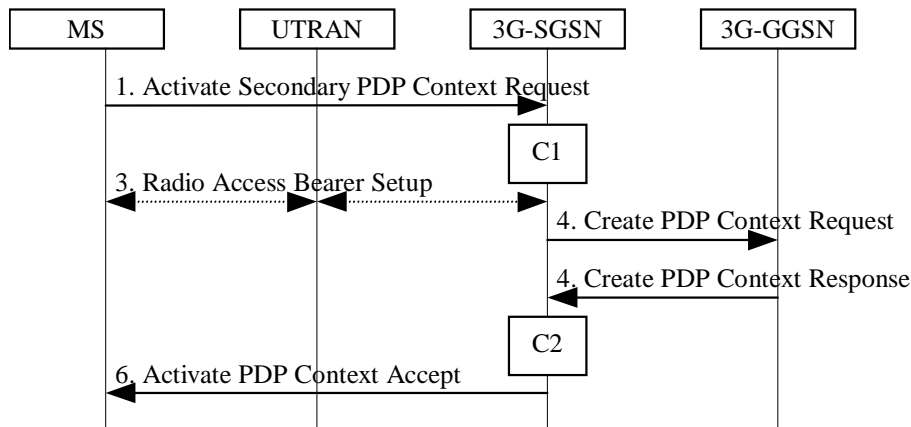 MS
UTRAN
3G-SGSN
3G-GGSN
1. Activate Secondary PDP Context Request
C1
3. Radio Access Bearer Setup
4. Create PDP Context Request
4. Create PDP Context Response
C2
6. Activate PDP Context Accept